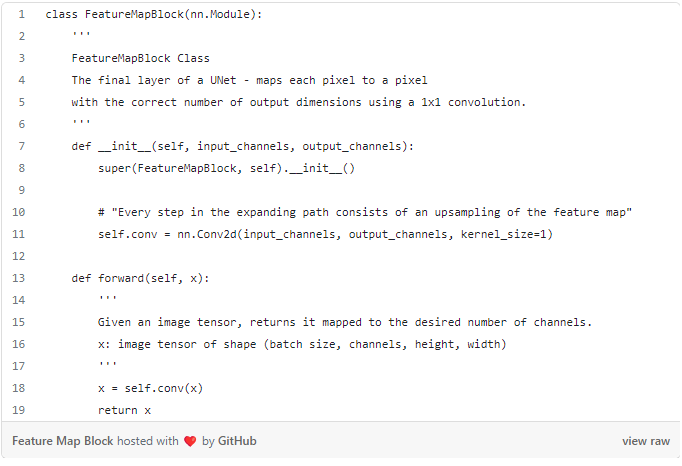 1 class FeatureMapBlock(nn.Module):
2     '''
3     FeatureMapBlock Class
4     The final layer of a UNet - maps each pixel to a pixel
5     with the correct number of output dimensions using a 1x1 convolution.
6     '''
7     def __init__(self, input_channels, output_channels):
8         super(FeatureMapBlock, self).__init__()
9
10         # "Every step in the expanding path consists of an upsampling of the feature map"
11         self.conv = nn.Conv2d(input_channels, output_channels, kernel_size=1)
12
13     def forward(self, x):
14         '''
15         Given an image tensor, returns it mapped to the desired number of channels.
16         x: image tensor of shape (batch size, channels, height, width)
17         '''
18         x = self.conv(x)
19         return x
Feature Map Block hosted with ❤ by GitHub view raw